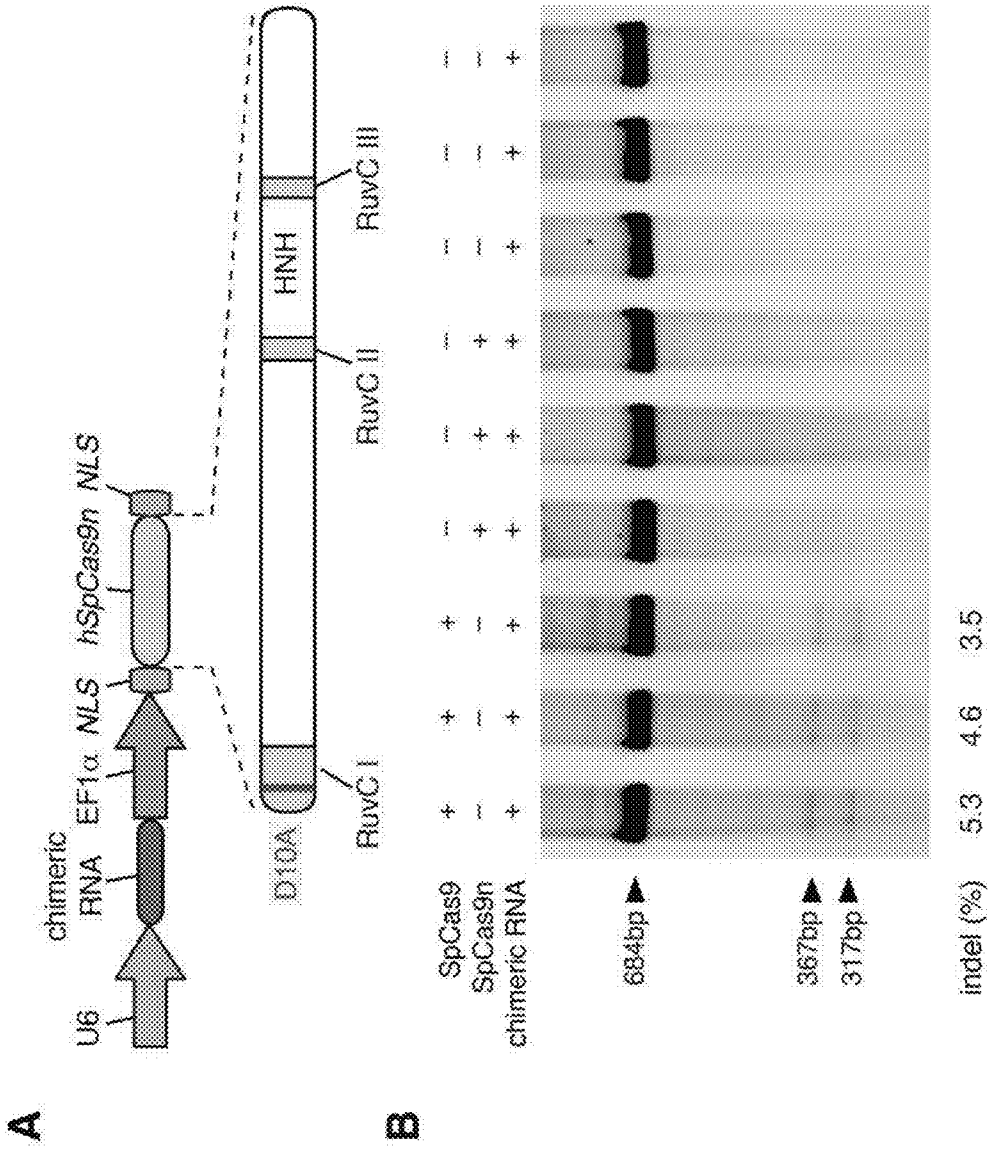 A
chimeric
U6 RNA EF1α NLS hSpCas9n NLS
D10A HNH
RuvC I RuvC II RuvC III
B
SpCas9 + + + – – – – – –
SpCas9n – – – + + + – – –
chimeric RNA + + + + + + + + +
684bp
367bp
317bp
indel (%) 5.3 4.6 3.5